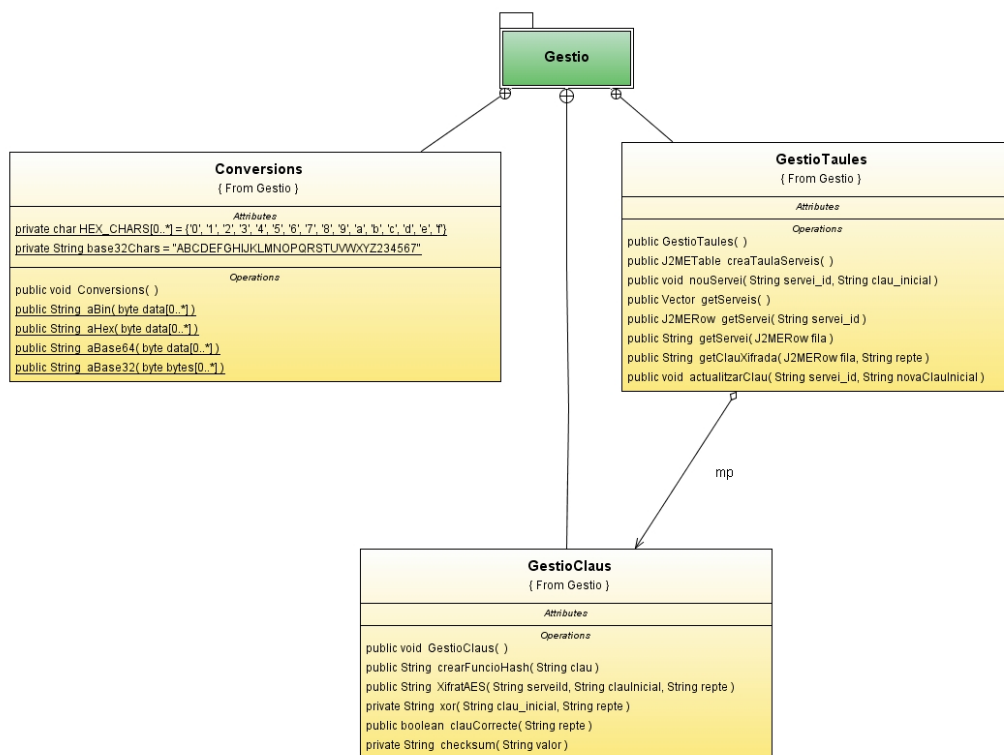 Gestio
Conversions
{ From Gestio }
Attributes
private char HEX_CHARS[0..*] = {'0', '1', '2', '3', '4', '5', '6', '7', '8', '9', 'a', 'b', 'c', 'd', 'e', 'f'}
private String base32Chars = "ABCDEFGHIJKLMNOPQRSTUVWXYZ234567"
Operations
public void Conversions( )
public String aBin( byte data[0..*] )
public String aHex( byte data[0..*] )
public String aBase64( byte data[0..*] )
public String aBase32( byte bytes[0..*] )
GestioTaules
{ From Gestio }
Attributes
Operations
public GestioTaules( )
public J2METable creaTaulaServeis( )
public void nouServei( String servei_id, String clau_inicial )
public Vector getServeis( )
public J2MERow getServei( String servei_id )
public String getServei( J2MERow fila )
public String getClauXifrada( J2MERow fila, String repte )
public void actualitzarClau( String servei_id, String novaClauInicial )
mp
GestioClaus
{ From Gestio }
Attributes
Operations
public void GestioClaus( )
public String crearFuncioHash( String clau )
public String XifratAES( String serveiId, String clauInicial, String repte )
private String xor( String clau_inicial, String repte )
public boolean clauCorrecte( String repte )
private String checksum( String valor )